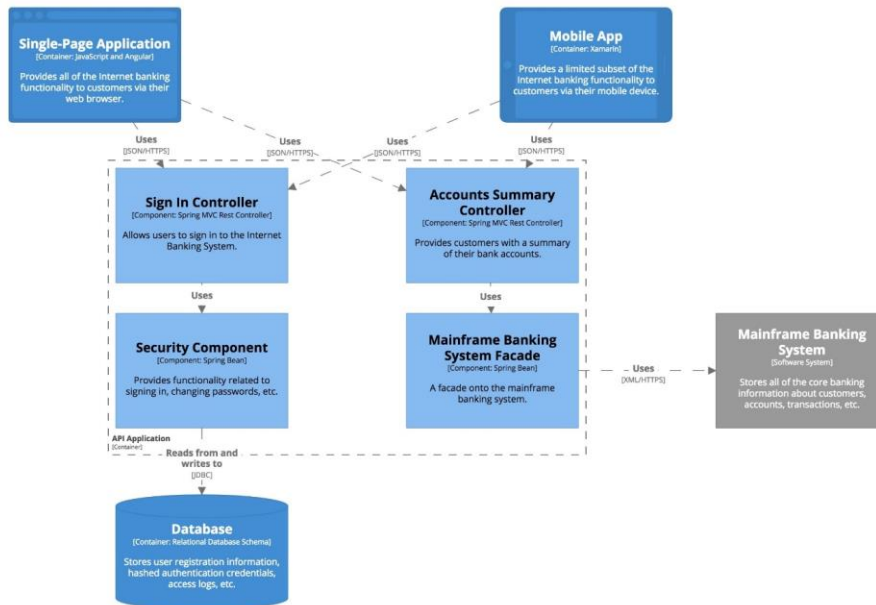 Single-Page Application
[Container: JavaScript and Angular]
Provides all of the Internet banking
functionality to customers via their
web browser.
Mobile App
[Container: Xamarin]
Provides a limited subset of the
Internet banking functionality to
customers via their mobile device.
Uses
[JSON/HTTPS]
Uses
[JSON/HTTPS]
Uses
[JSON/HTTPS]
Uses
[JSON/HTTPS]
Sign In Controller
[Component: Spring MVC Rest Controller]
Allows users to sign in to the Internet
Banking System.
Accounts Summary
Controller
[Component: Spring MVC Rest Controller]
Provides customers with a summary
of their bank accounts.
Uses
Uses
Security Component
[Component: Spring Bean]
Provides functionality related to
signing in, changing passwords, etc.
Mainframe Banking
System Facade
[Component: Spring Bean]
A facade onto the mainframe
banking system.
Uses
[XML/HTTPS]
Mainframe Banking
System
[Software System]
Stores all of the core banking
information about customers,
accounts, transactions, etc.
API Application
[Container]
Reads from and
writes to
[JDBC]
Database
[Container: Relational Database Schema]
Stores user registration information,
hashed authentication credentials,
access logs, etc.